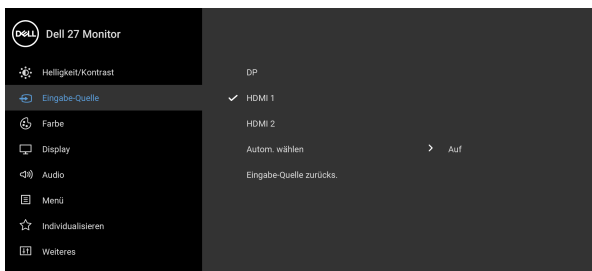 DELL Dell 27 Monitor
Helligkeit/Kontrast DP
Eingabe-Quelle HDMI 1
Farbe HDMI 2
Display Autom. wählen Auf
Audio Eingabe-Quelle zurücks.
Menü
Individualisieren
Weiteres